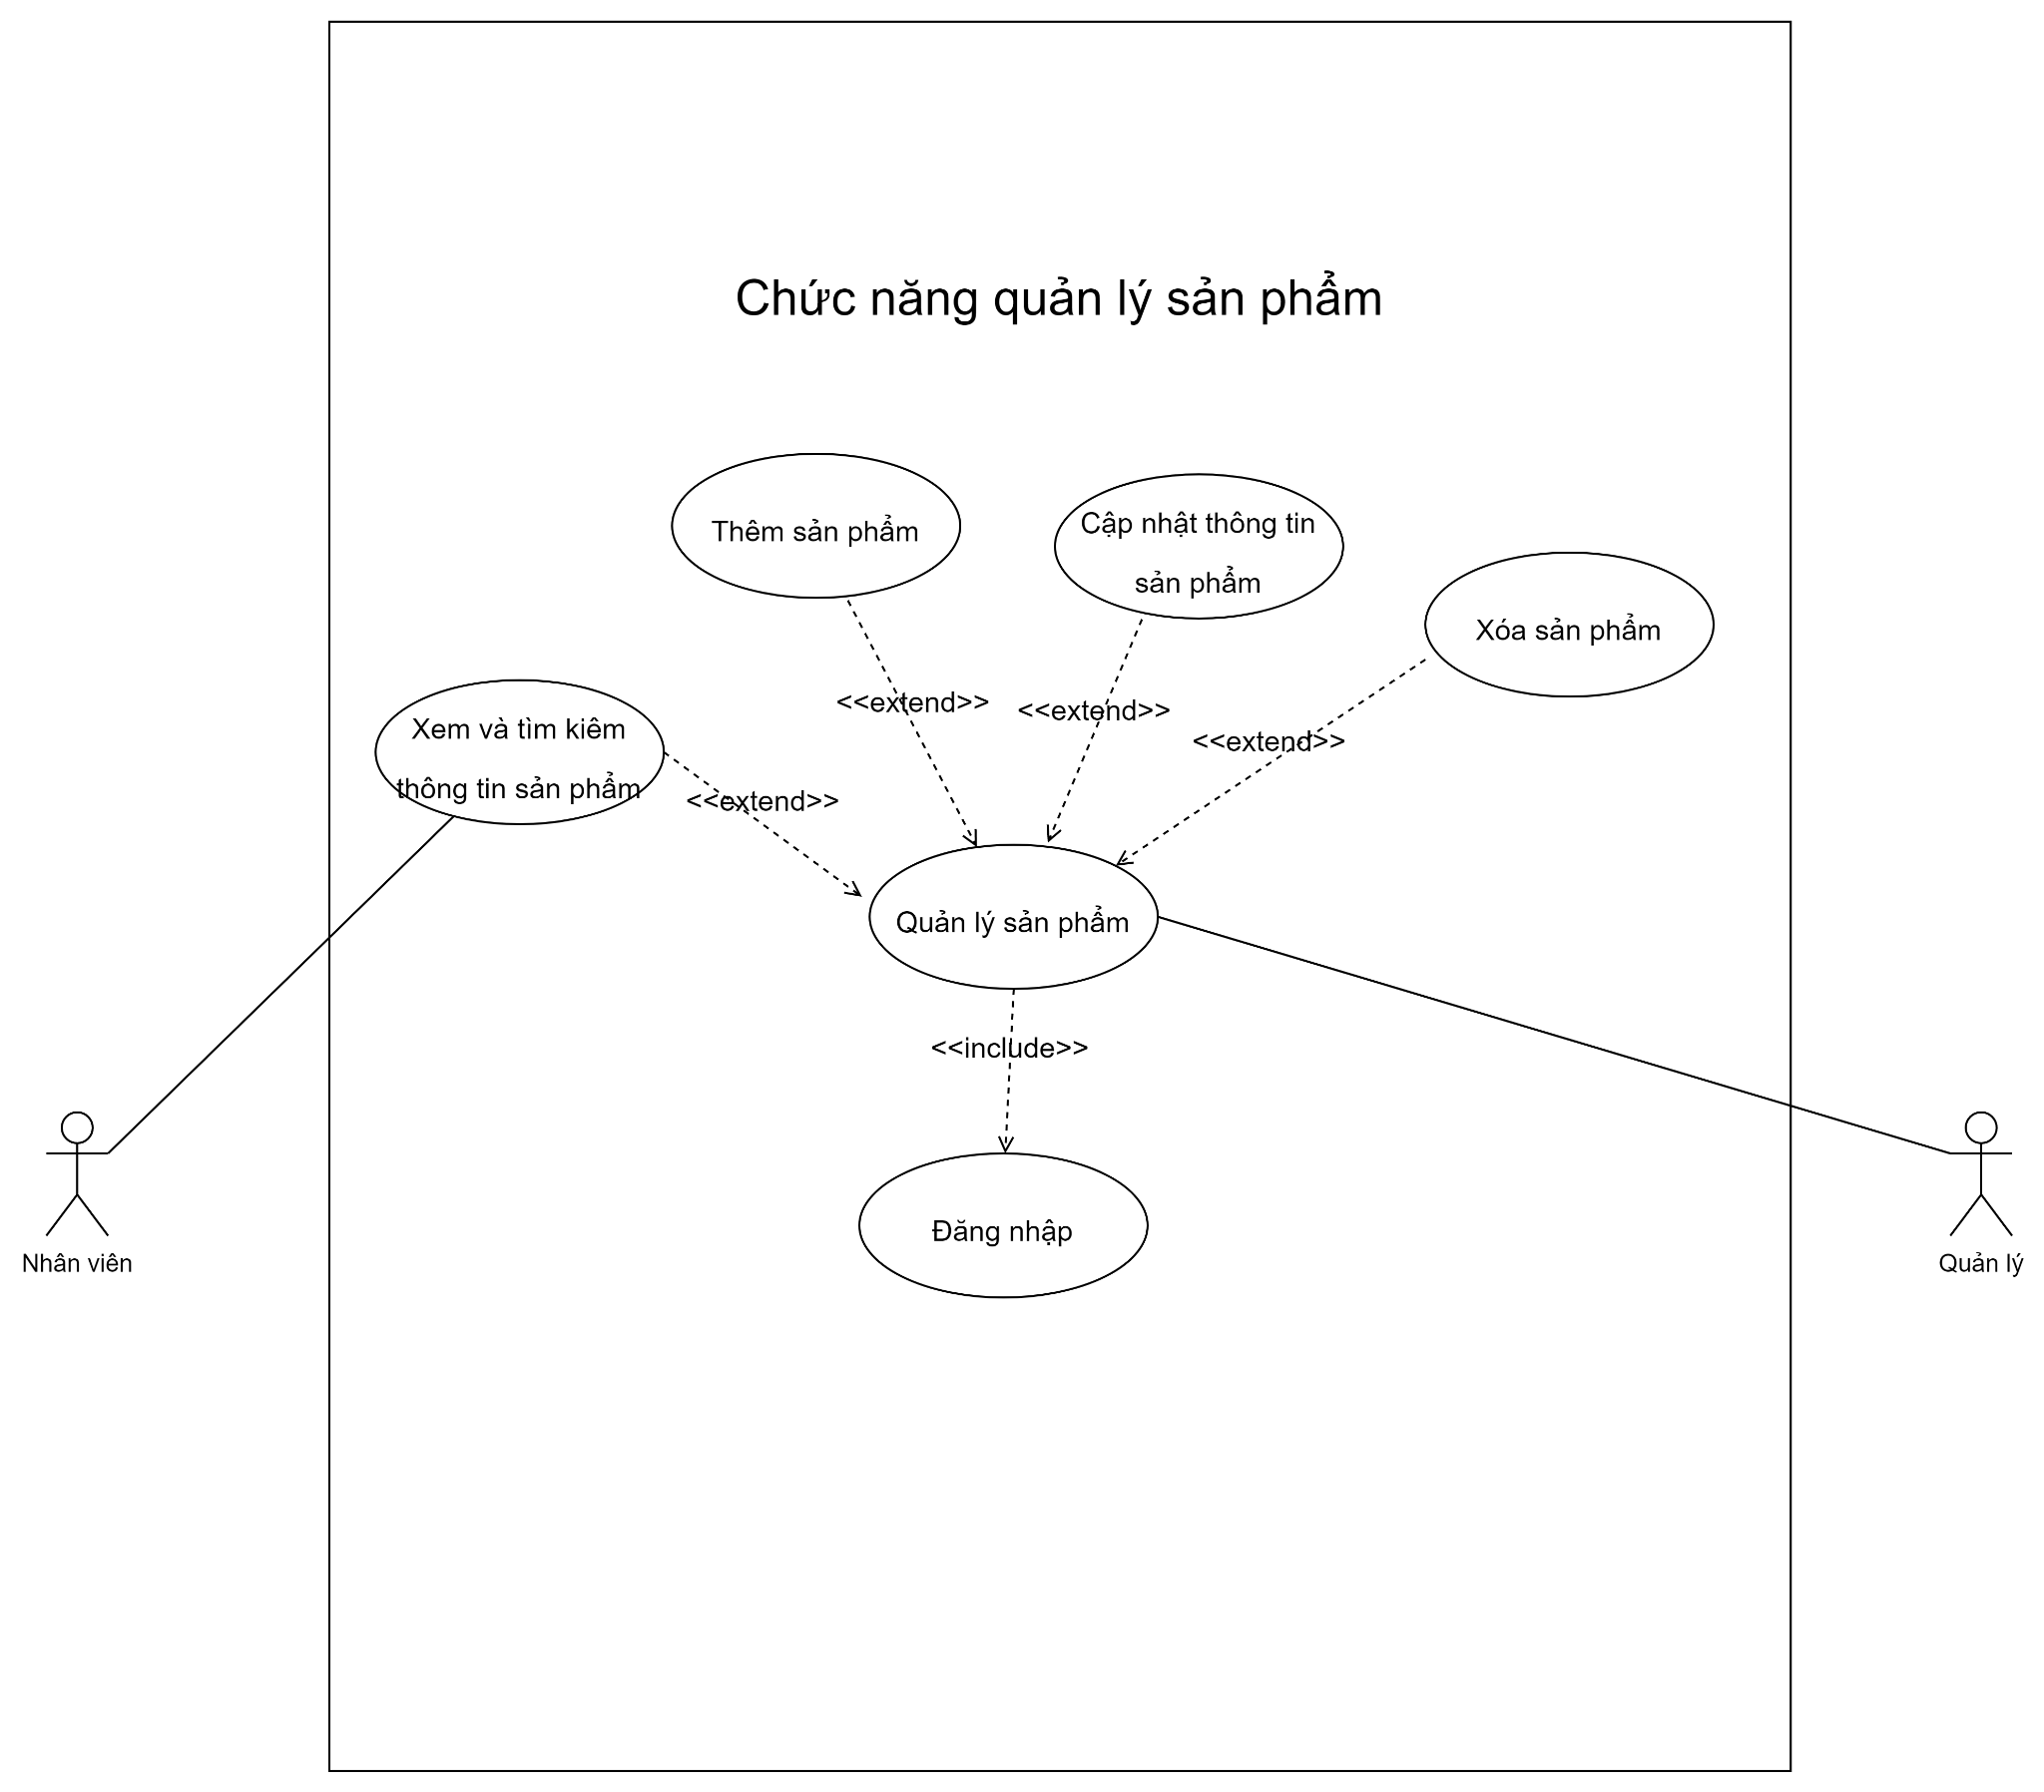 Chức năng quản lý sản phẩm
Thêm sản phẩm
Cập nhật thông tin
sản phẩm
Xóa sản phẩm
Xem và tìm kiêm
thông tin sản phẩm
<<extend>>
<<extend>>
<<extend>>
<<extend>>
Quản lý sản phẩm
<<include>>
Đăng nhập
Nhân viên
Quản lý